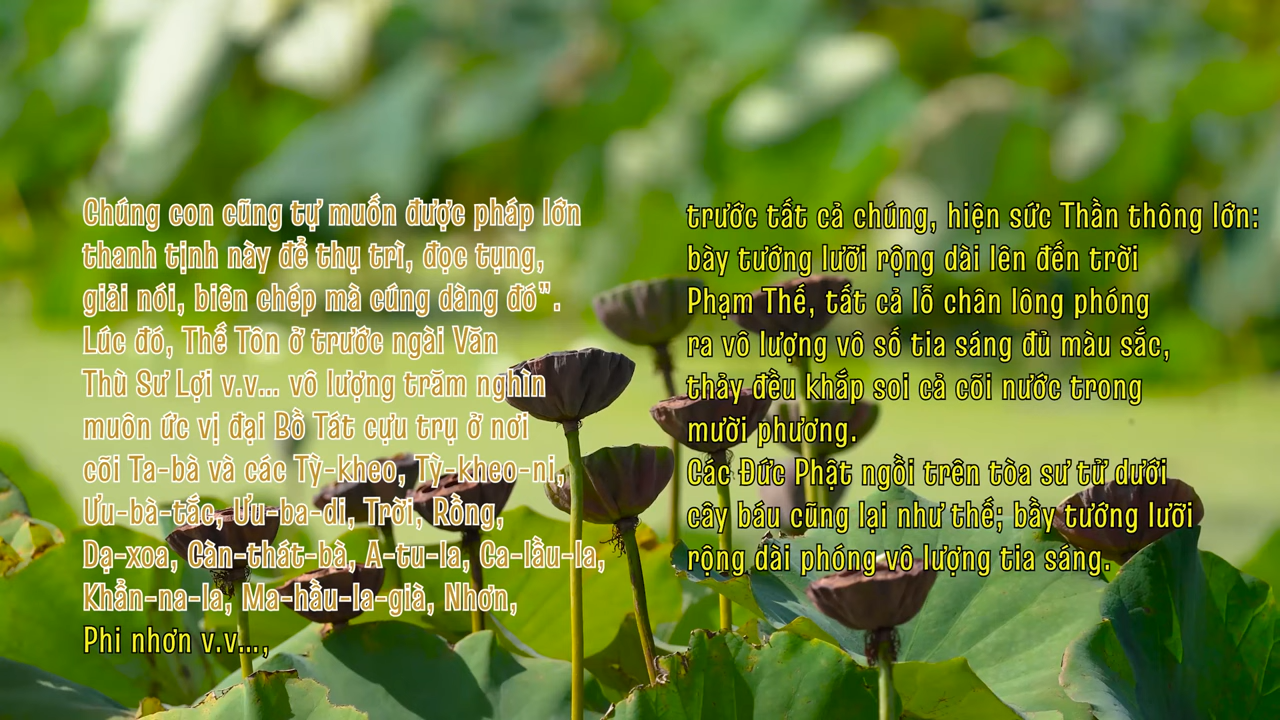 Chúng con cũng tự muốn được pháp lớn
thanh tịnh này để thụ trì, đọc tụng,
giải nói, biên chép mà cúng dàng đó”.
Lúc đó, Thế Tôn ở trước ngài Văn
Thù Sư Lợi v.v... vô lượng trăm nghìn
muôn ức vị đại Bồ Tát cựu trụ ở nơi
cõi Ta-bà và các Tỳ-kheo, Tỳ-kheo-ni,
Ưu-bà-tắc, Ưu-ba-di, Trời, Rồng,
Dạ-xoa, Càn-thát-bà, A-tu-la, Ca-lầu-la,
Khẩn-na-la, Ma-hầu-la-già, Nhơn,
Phi nhơn v.v...,
trước tất cả chúng, hiện sức Thần thông lớn:
bày tướng lưỡi rộng dài lên đến trời
Phạm Thế, tất cả lỗ chân lông phóng
ra vô lượng vô số tia sáng đủ màu sắc,
thảy đều khắp soi cả cõi nước trong
mười phương.
Các Đức Phật ngồi trên tòa sư tử dưới
cây báu cũng lại như thế; bầy tướng lưỡi
rộng dài phóng vô lượng tia sáng.